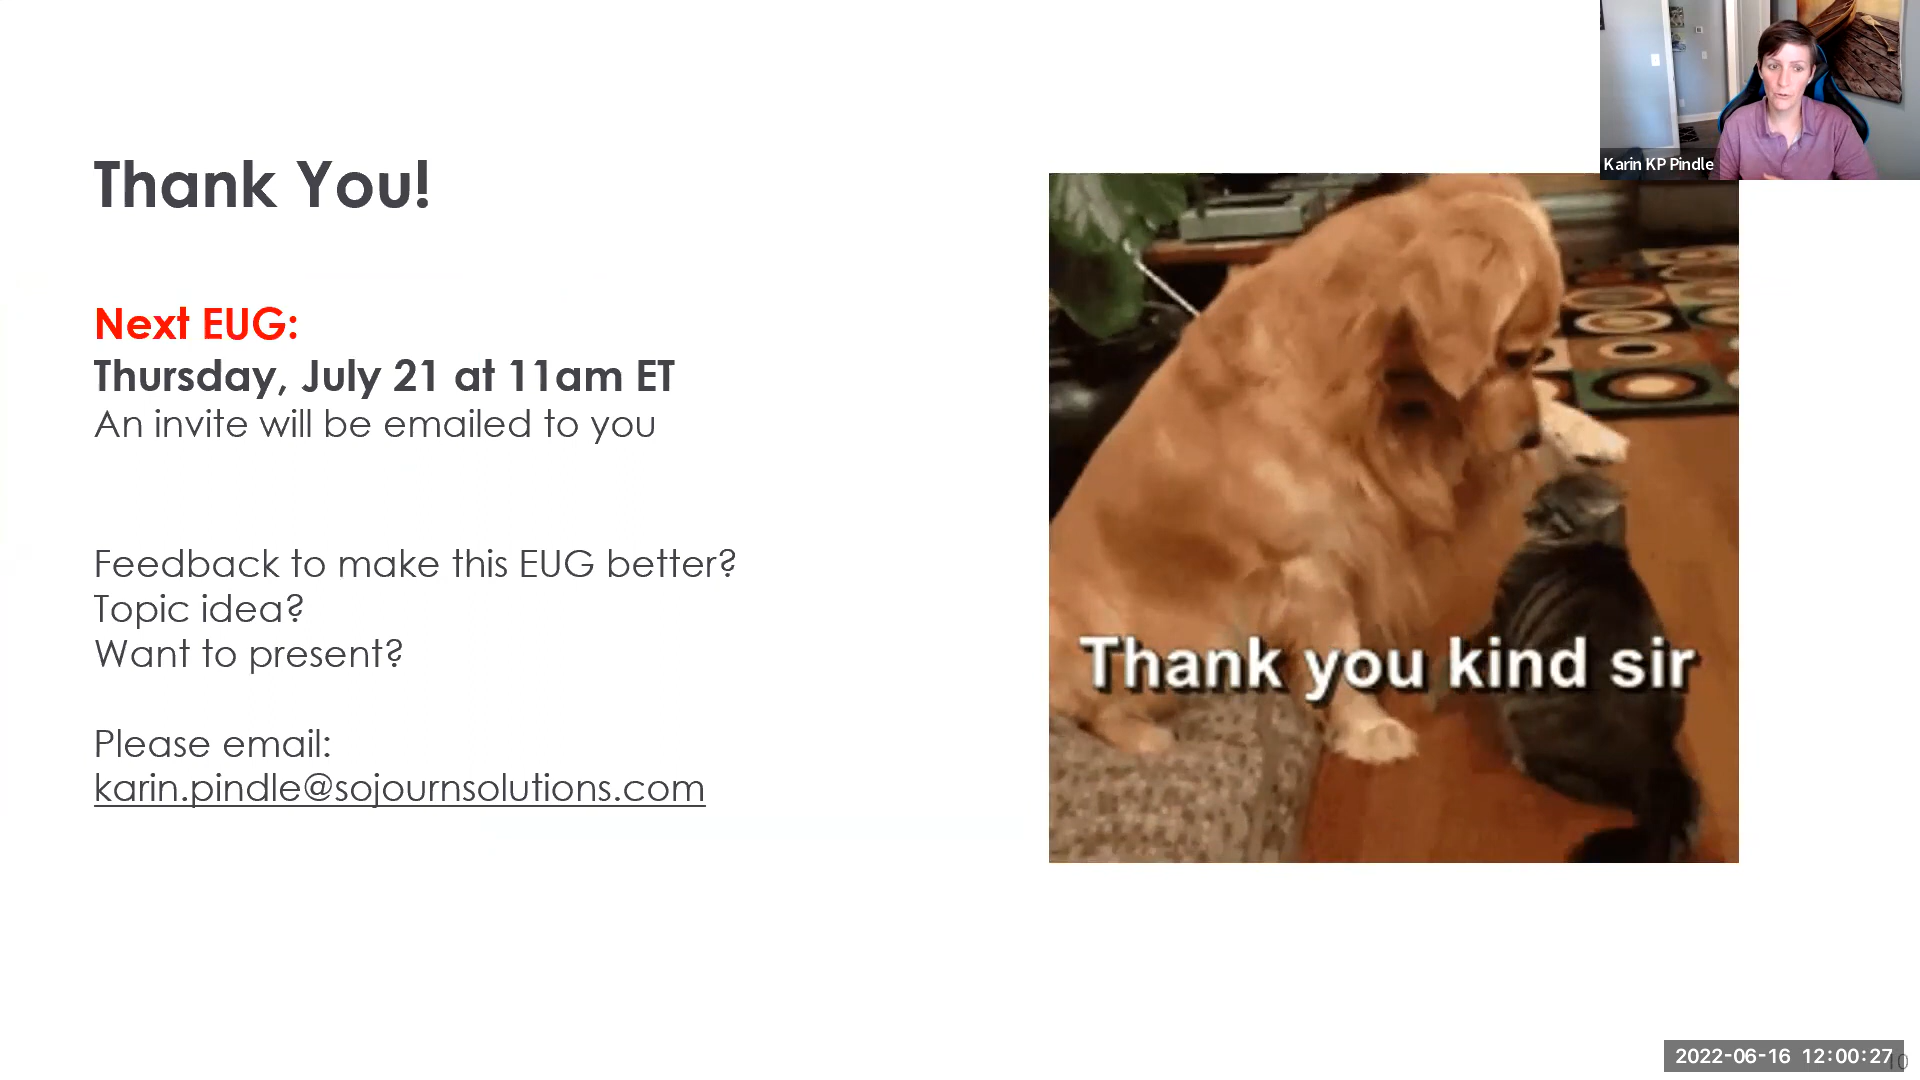 Karin KP Pindle
Thank You!
Next EUG:
Thursday, July 21 at 11am ET
An invite will be emailed to you
Feedback to make this EUG better?
Topic idea?
Want to present?
Please email:
karin.pindle@sojournsolutions.com
Thank you kind sir
2022-06-16 12:00:27